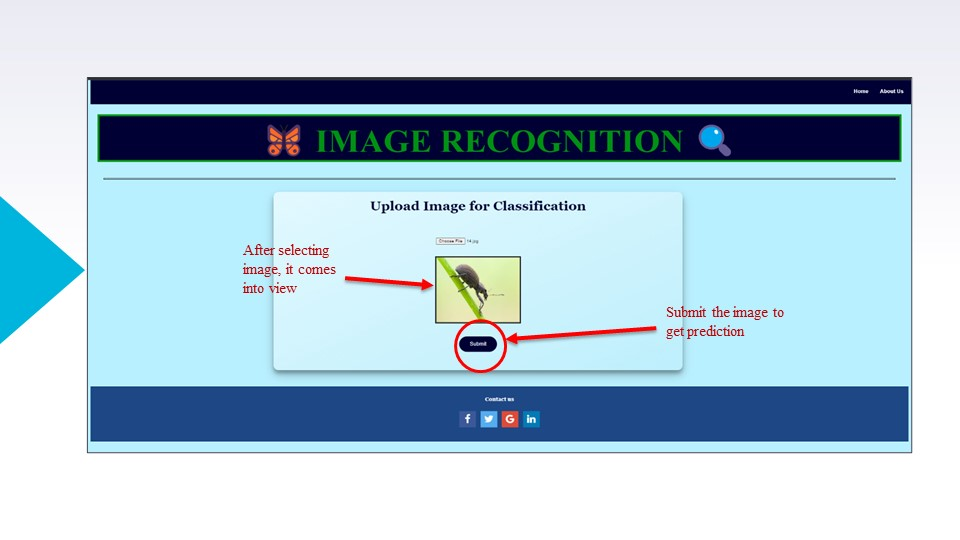 Home About Us
IMAGE RECOGNITION
Upload Image for Classification
Choose File 14.jpg
After selecting
image, it comes
into view
Submit the image to
get prediction
Submit
Contact us